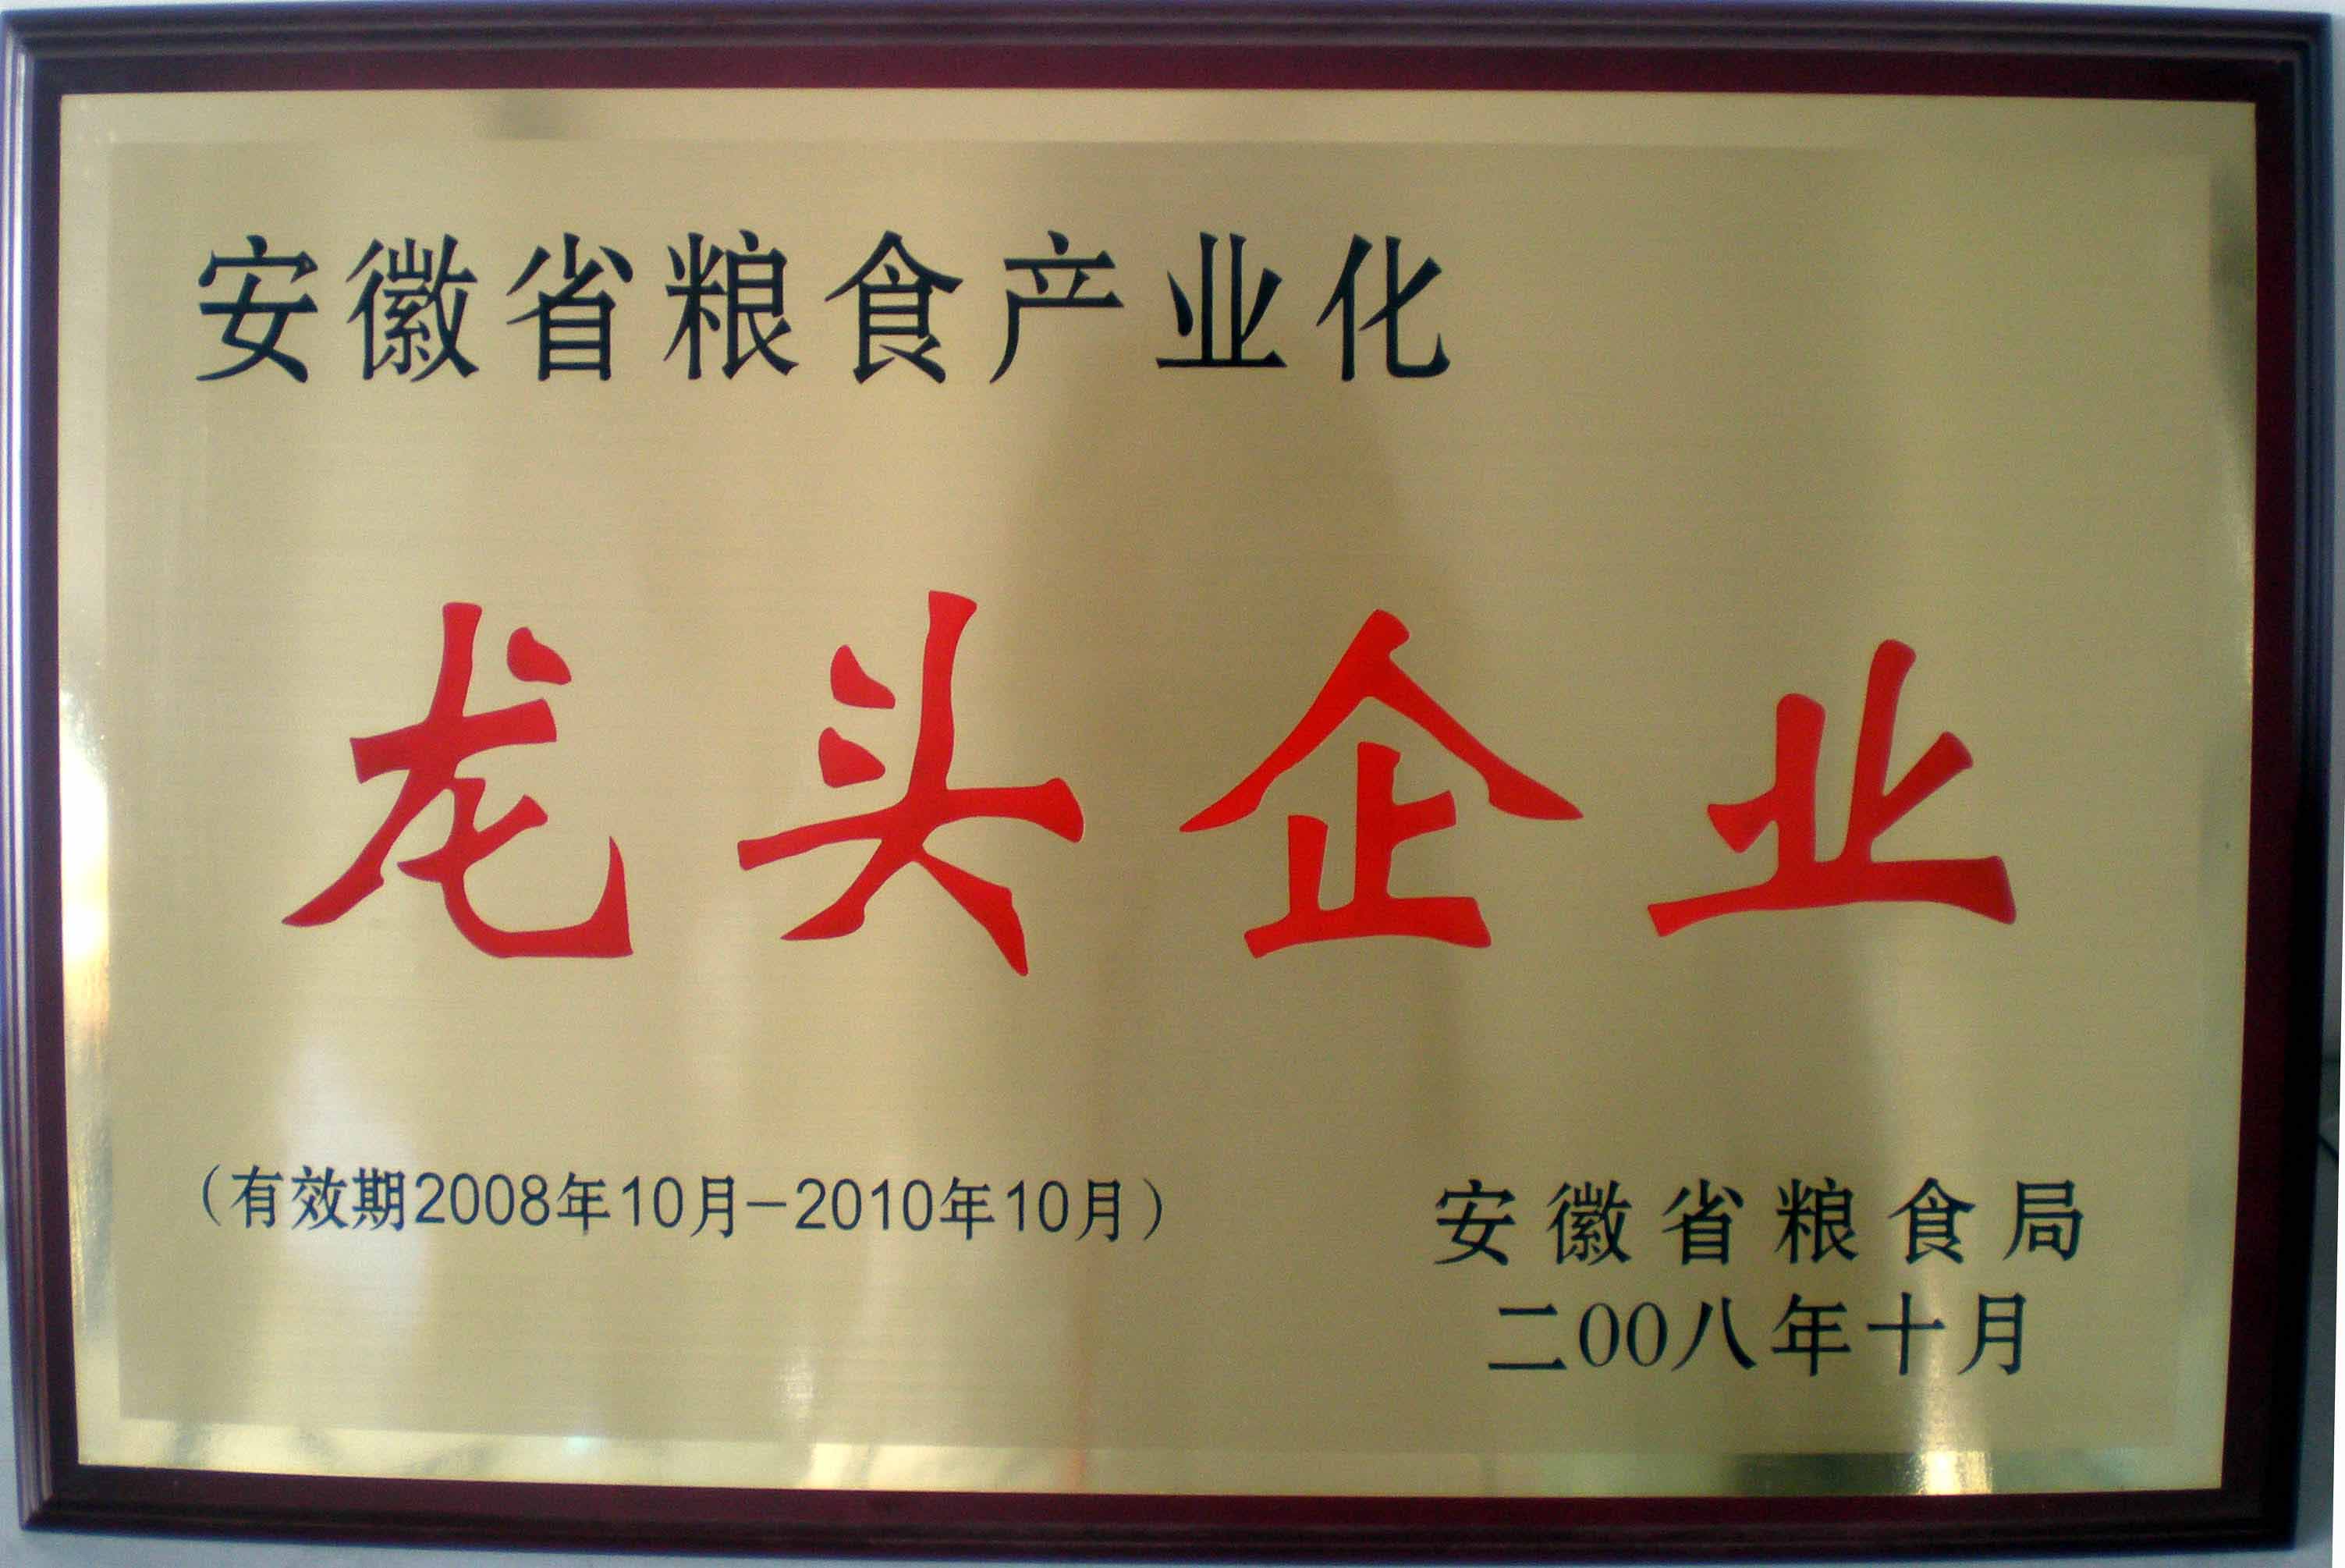 安徽省粮食产业化
龙头企业
（有效期2008年10月-2010年10月）
安徽省粮食局
二00八年十月